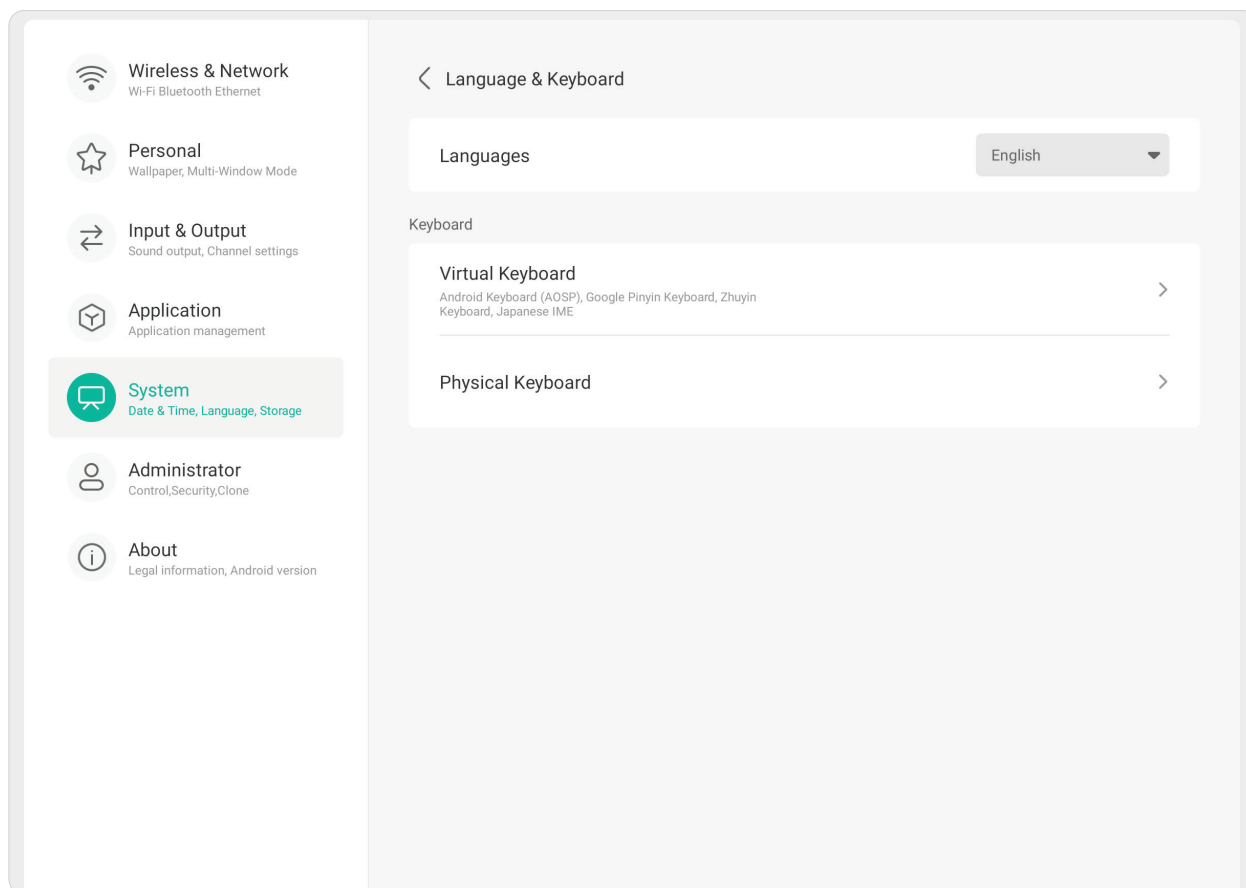 Wireless & Network
Wi-Fi Bluetooth Ethernet
Personal
Wallpaper, Multi-Window Mode
Input & Output
Sound output, Channel settings
Application
Application management
System
Date & Time, Language, Storage
Administrator
Control,Security,Clone
About
Legal information, Android version
Language & Keyboard
Languages
English
Keyboard
Virtual Keyboard
Android Keyboard (AOSP), Google Pinyin Keyboard, Zhuyin
Keyboard, Japanese IME
Physical Keyboard